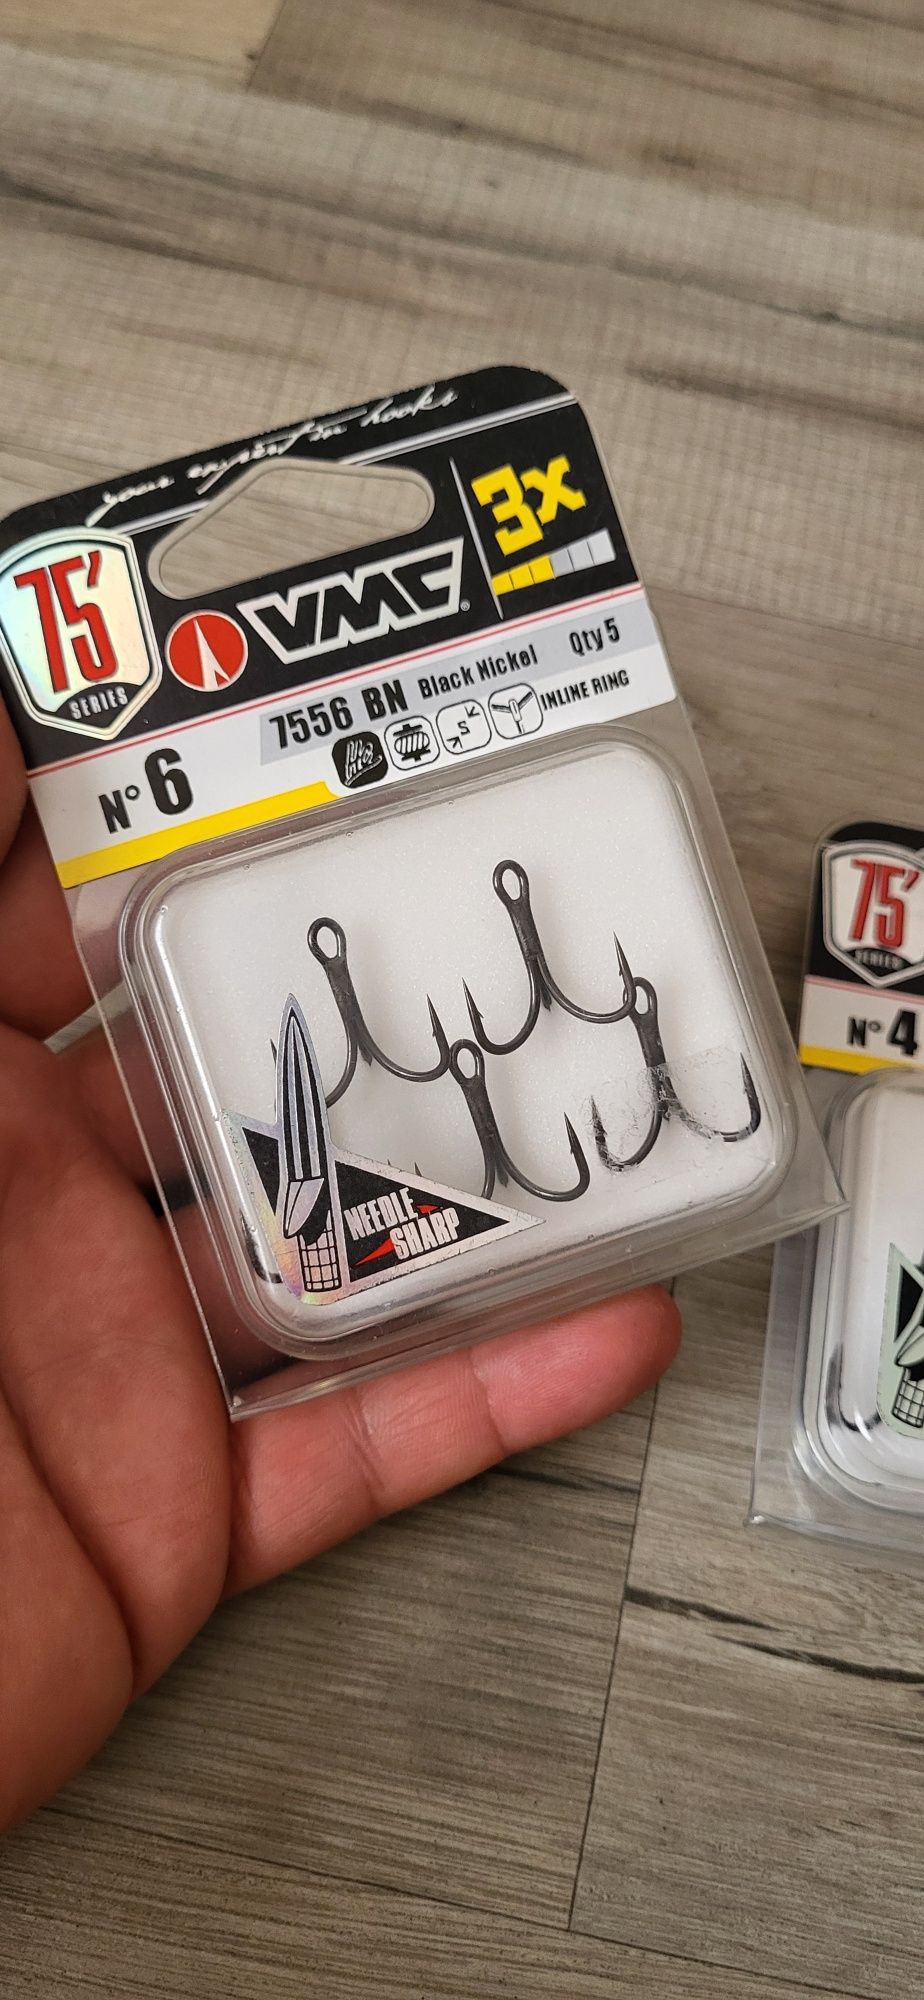 your expert in hooks
3x
75'
SERIES
VMC®
7556 BN Black Nickel Qty 5
S
INLINE RING
N° 6
NEEDLE
SHARP
75'
SERIES
N° 4